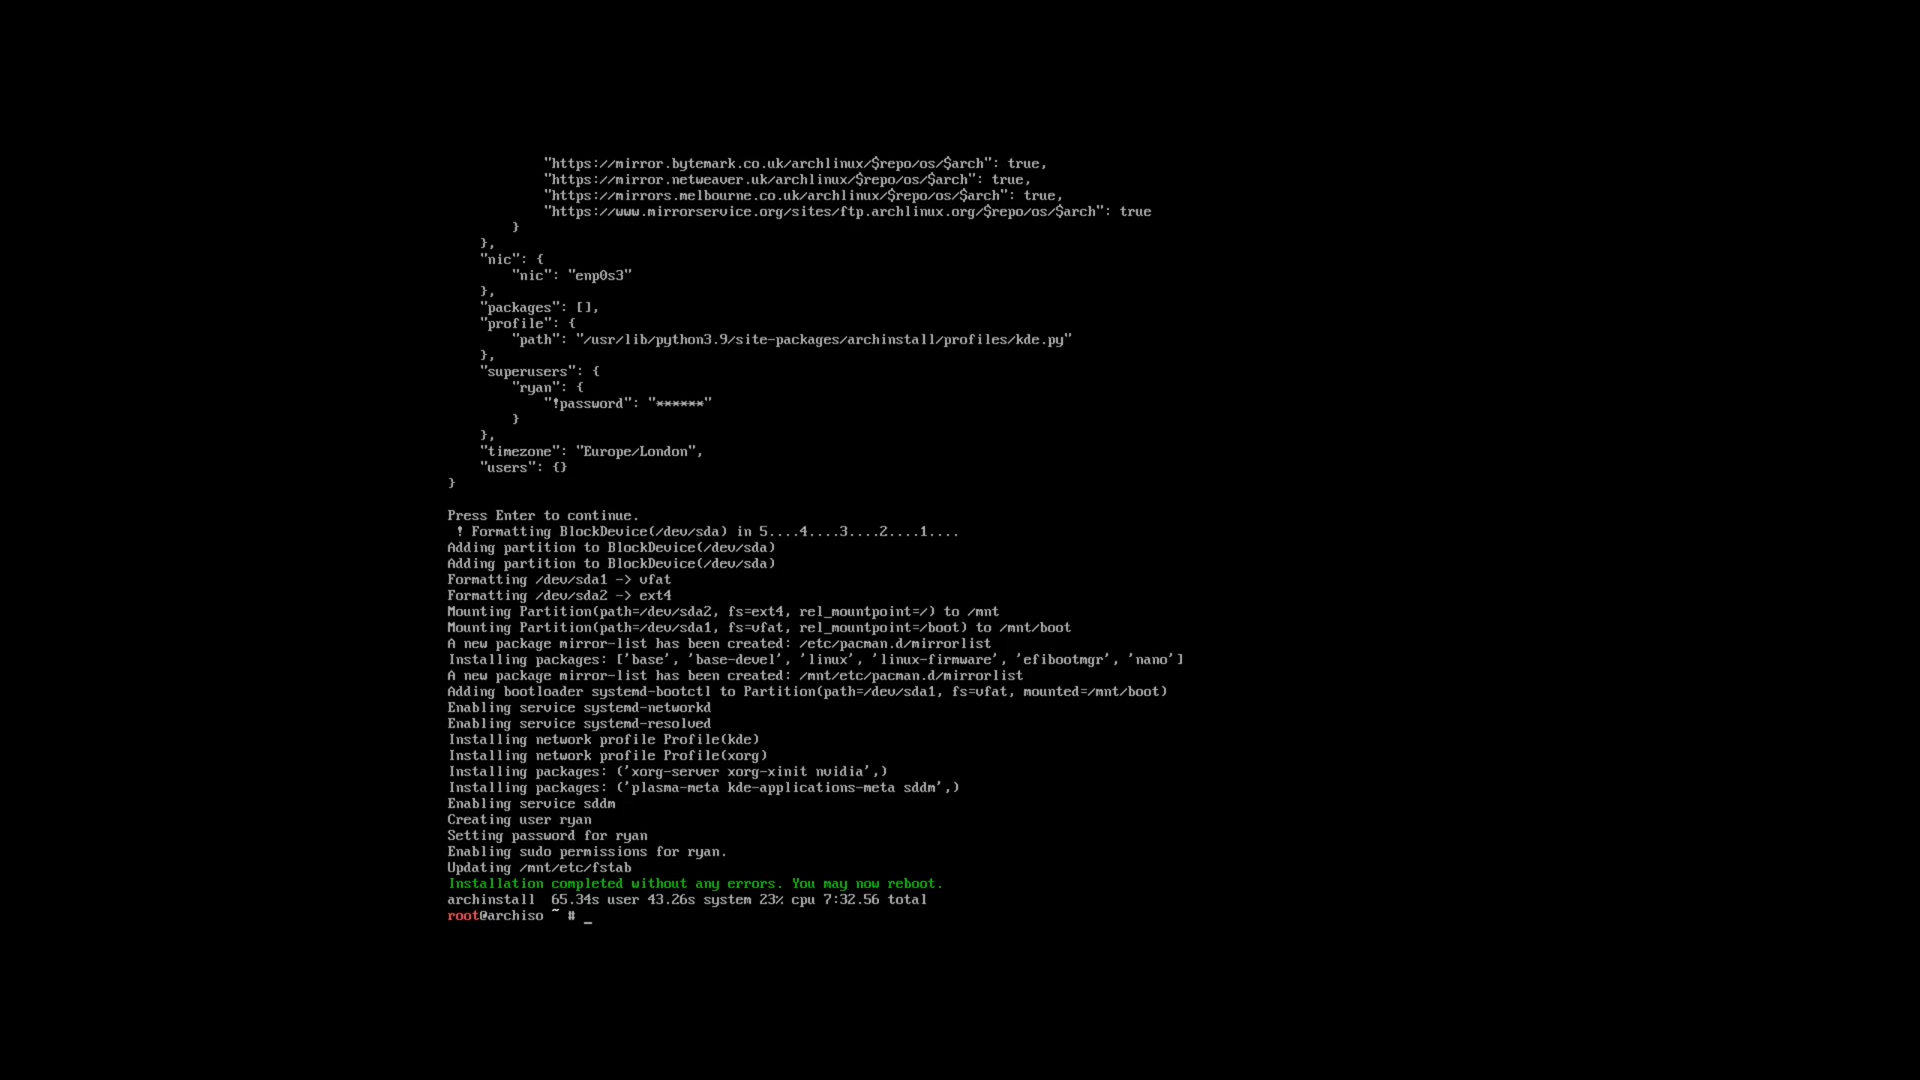 "https://mirror.bytemark.co.uk/archlinux/$repo/os/$arch": true,
            "https://mirror.netweaver.uk/archlinux/$repo/os/$arch": true,
            "https://mirrors.melbourne.co.uk/archlinux/$repo/os/$arch": true,
            "https://www.mirrorservice.org/sites/ftp.archlinux.org/$repo/os/$arch": true
        }
    },
    "nic": {
        "nic": "enp0s3"
    },
    "packages": [],
    "profile": {
        "path": "/usr/lib/python3.9/site-packages/archinstall/profiles/kde.py"
    },
    "superusers": {
        "ryan": {
            "!password": "******"
        }
    },
    "timezone": "Europe/London",
    "users": {}
}

Press Enter to continue.
 ! Formatting BlockDevice(/dev/sda) in 5....4....3....2....1....
Adding partition to BlockDevice(/dev/sda)
Adding partition to BlockDevice(/dev/sda)
Formatting /dev/sda1 -> vfat
Formatting /dev/sda2 -> ext4
Mounting Partition(path=/dev/sda2, fs=ext4, rel_mountpoint=/) to /mnt
Mounting Partition(path=/dev/sda1, fs=vfat, rel_mountpoint=/boot) to /mnt/boot
A new package mirror-list has been created: /etc/pacman.d/mirrorlist
Installing packages: ['base', 'base-devel', 'linux', 'linux-firmware', 'efibootmgr', 'nano']
A new package mirror-list has been created: /mnt/etc/pacman.d/mirrorlist
Adding bootloader systemd-bootctl to Partition(path=/dev/sda1, fs=vfat, mounted=/mnt/boot)
Enabling service systemd-networkd
Enabling service systemd-resolved
Installing network profile Profile(kde)
Installing network profile Profile(xorg)
Installing packages: ('xorg-server xorg-xinit nvidia',)
Installing packages: ('plasma-meta kde-applications-meta sddm',)
Enabling service sddm
Creating user ryan
Setting password for ryan
Enabling sudo permissions for ryan.
Updating /mnt/etc/fstab
Installation completed without any errors. You may now reboot.
archinstall  65.34s user 43.26s system 23% cpu 7:32.56 total
root@archiso ~ # _